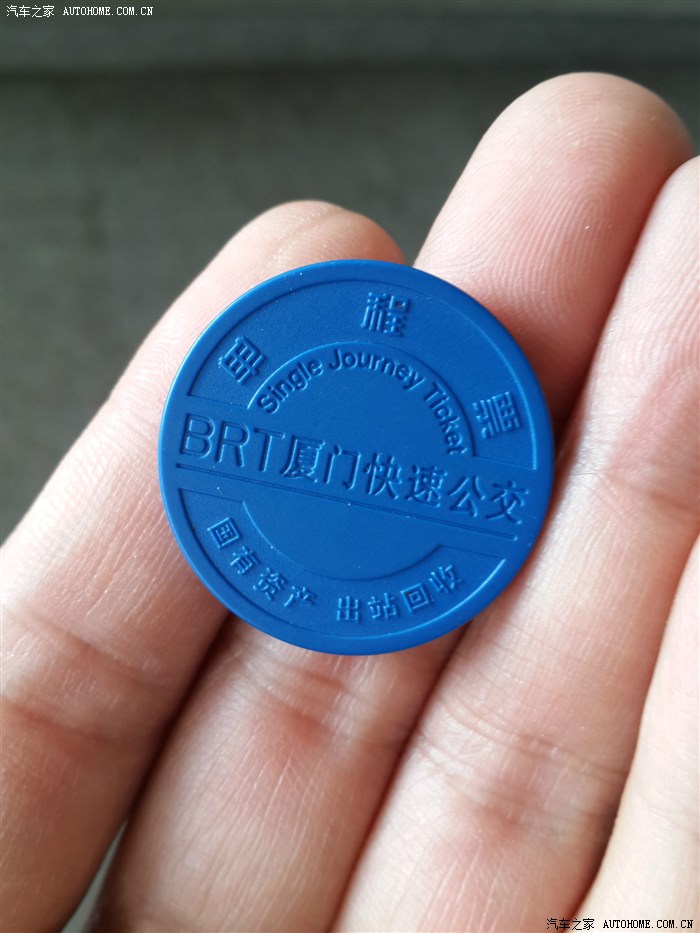 汽车之家 AUTOHOME.COM.CN
单程票
Single Journey Ticket
BRT厦门快速公交
国有资产 出站回收
汽车之家 AUTOHOME.COM.CN